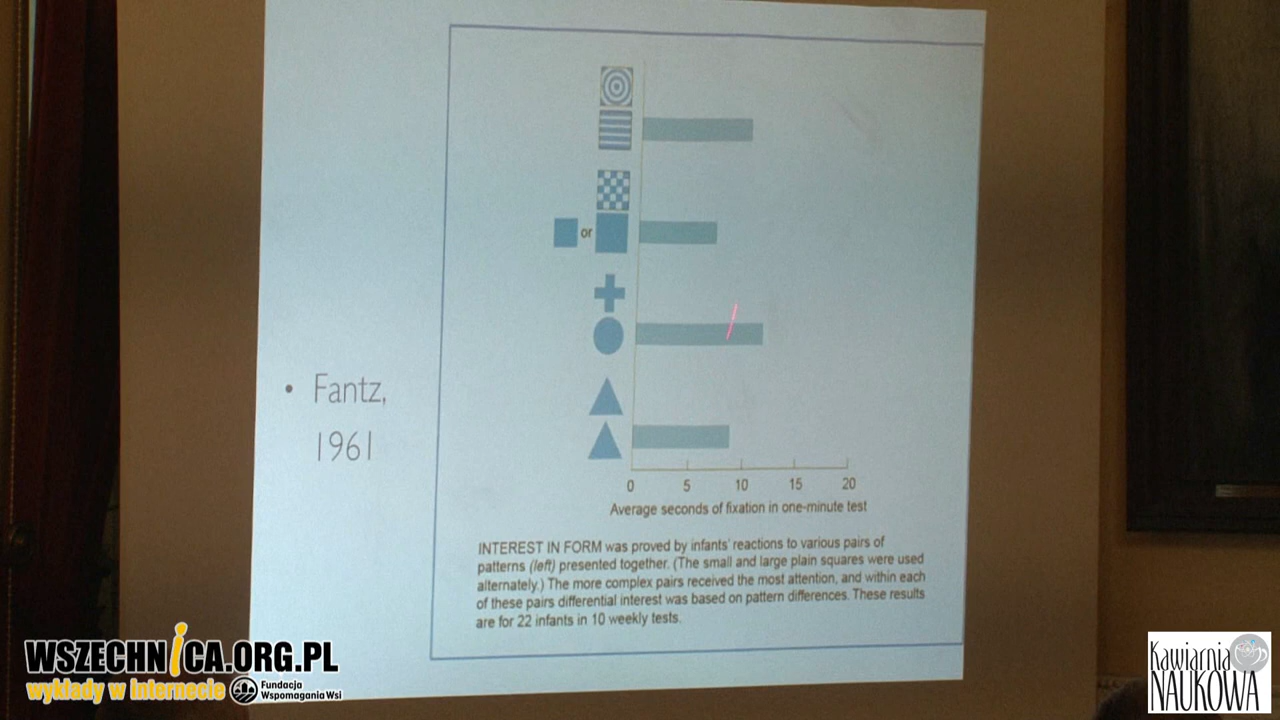 or
• Fantz,
1961
0 5 10 15 20
Average seconds of fixation in one-minute test
INTEREST IN FORM was proved by infants' reactions to various pairs of
patterns (left) presented together. (The small and large plain squares were used
alternately.) The more complex pairs received the most attention, and within each
of these pairs differential interest was based on pattern differences. These results
are for 22 infants in 10 weekly tests.
WSZECHNICA.ORG.PL
wykłady w internecie
Fundacja
Wspomagania Wsi
Kawiarnia
NAUKOWA